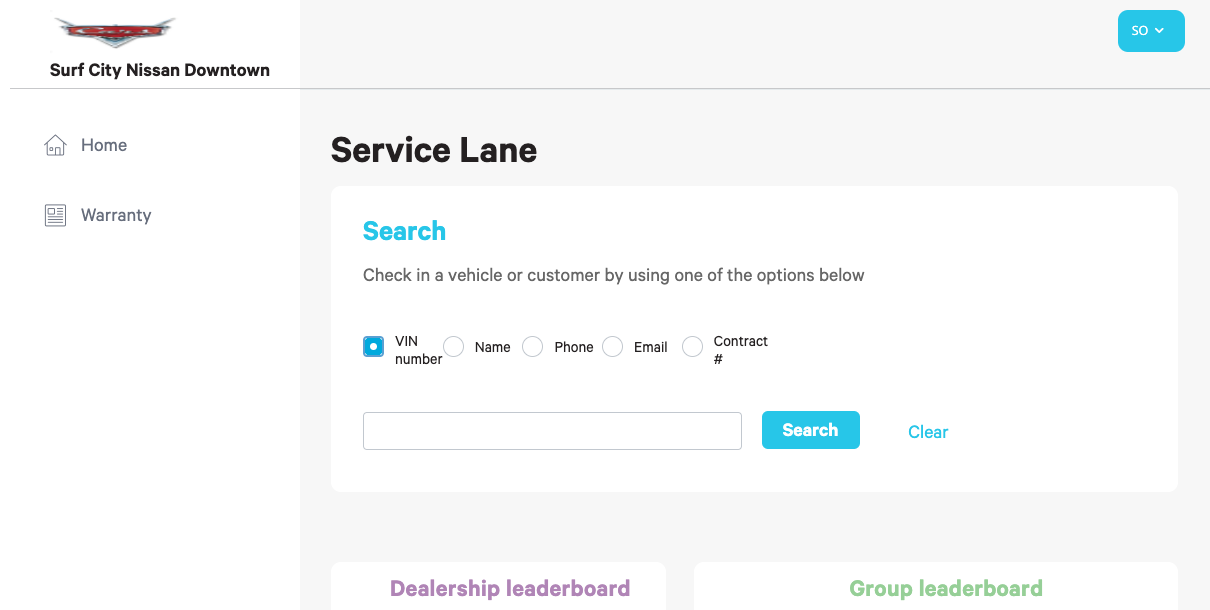 Surf City Nissan Downtown
SO
Home
Warranty
Service Lane
Search
Check in a vehicle or customer by using one of the options below
VIN number
Name
Phone
Email
Contract #
Search
Clear
Dealership leaderboard
Group leaderboard